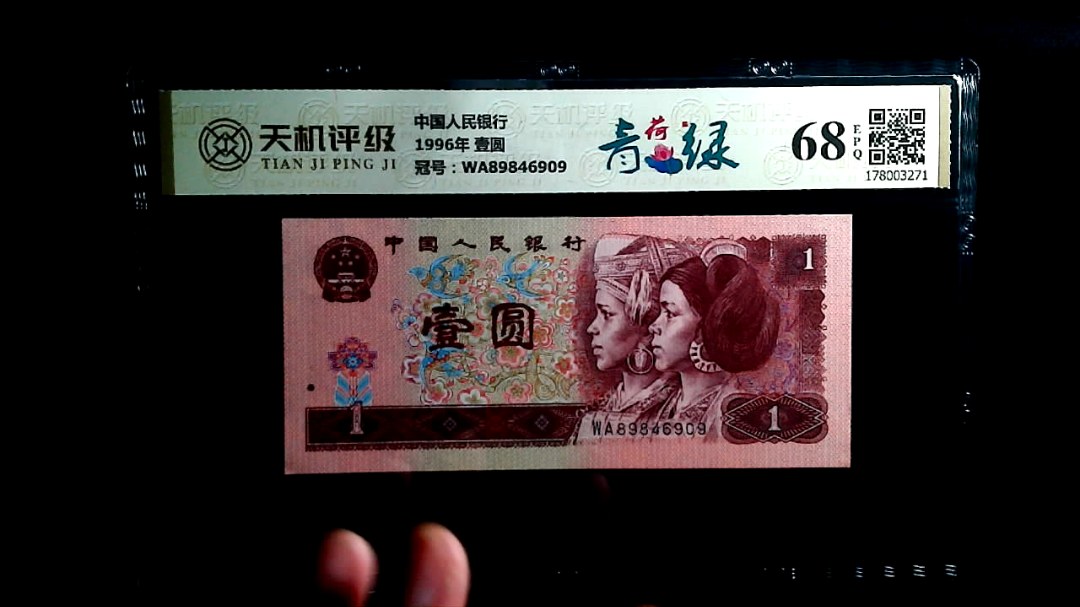 天机评级
TIAN JI PING JI
中国人民银行
1996年 壹圆
冠号：WA89846909
青荷绿
68
EPQ
178003271
中国人民银行
1
壹圆
1
WA89846909
1